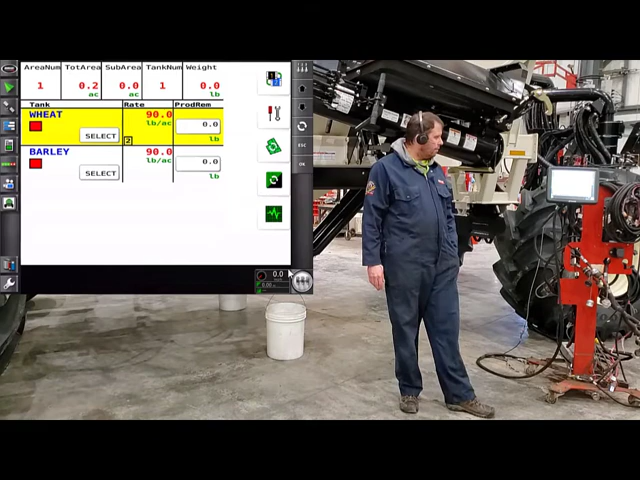 AreaNum TotArea SubArea TankNum Weight
1 0.2 0.0 1 0.0
ac ac lb
Tank Rate ProdRem
WHEAT 90.0
lb/ac 0.0
SELECT 2 lb
BARLEY 90.0
lb/ac 0.0
SELECT lb
ESC
OK
0.0
0.00